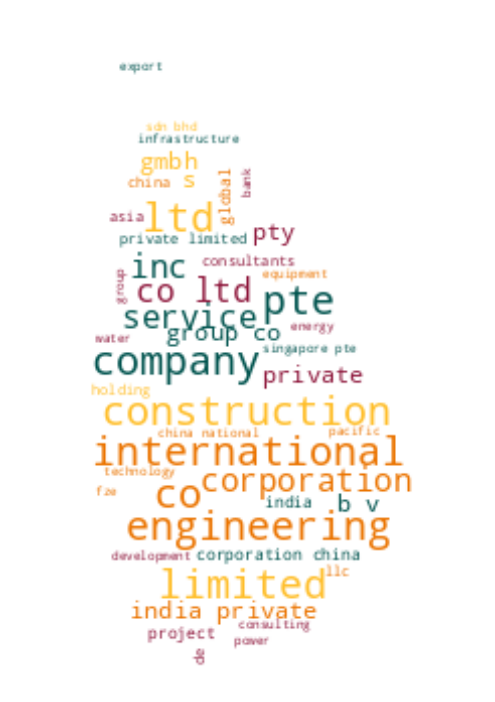 export
sdn bhd
infrastructure
gmbh
china s
global
bank
asia ltd
private limited pty
inc consultants
group
equipment
co ltd pte
service energy
group co
water
singapore pte
company
private
holding
construction
china national pacific
international
technology
corporation
fze co
india b v
engineering
development corporation china
limited llc
india private
consulting
project
power
de